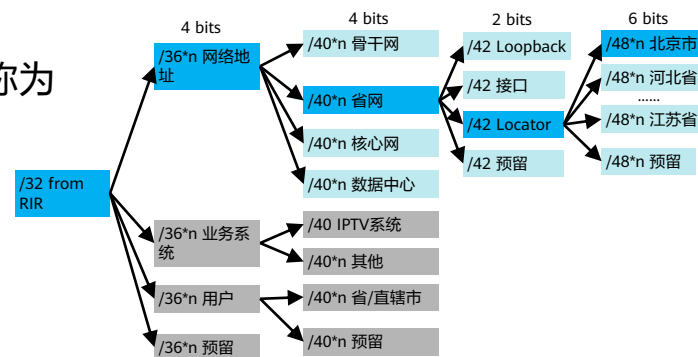 你为
4 bits
4 bits
2 bits
6 bits
/32 from
RIR
/36*n 网络地
址
/36*n 业务系
统
/36*n 用户
/36*n 预留
/40*n 骨干网
/40*n 省网
/40*n 核心网
/40*n 数据中心
/40 IPTV系统
/40*n 其他
/40*n 省/直辖市
/40*n 预留
/42 Loopback
/42 接口
/42 Locator
/42 预留
/48*n 北京市
/48*n 河北省
......
/48*n 江苏省
/48*n 预留